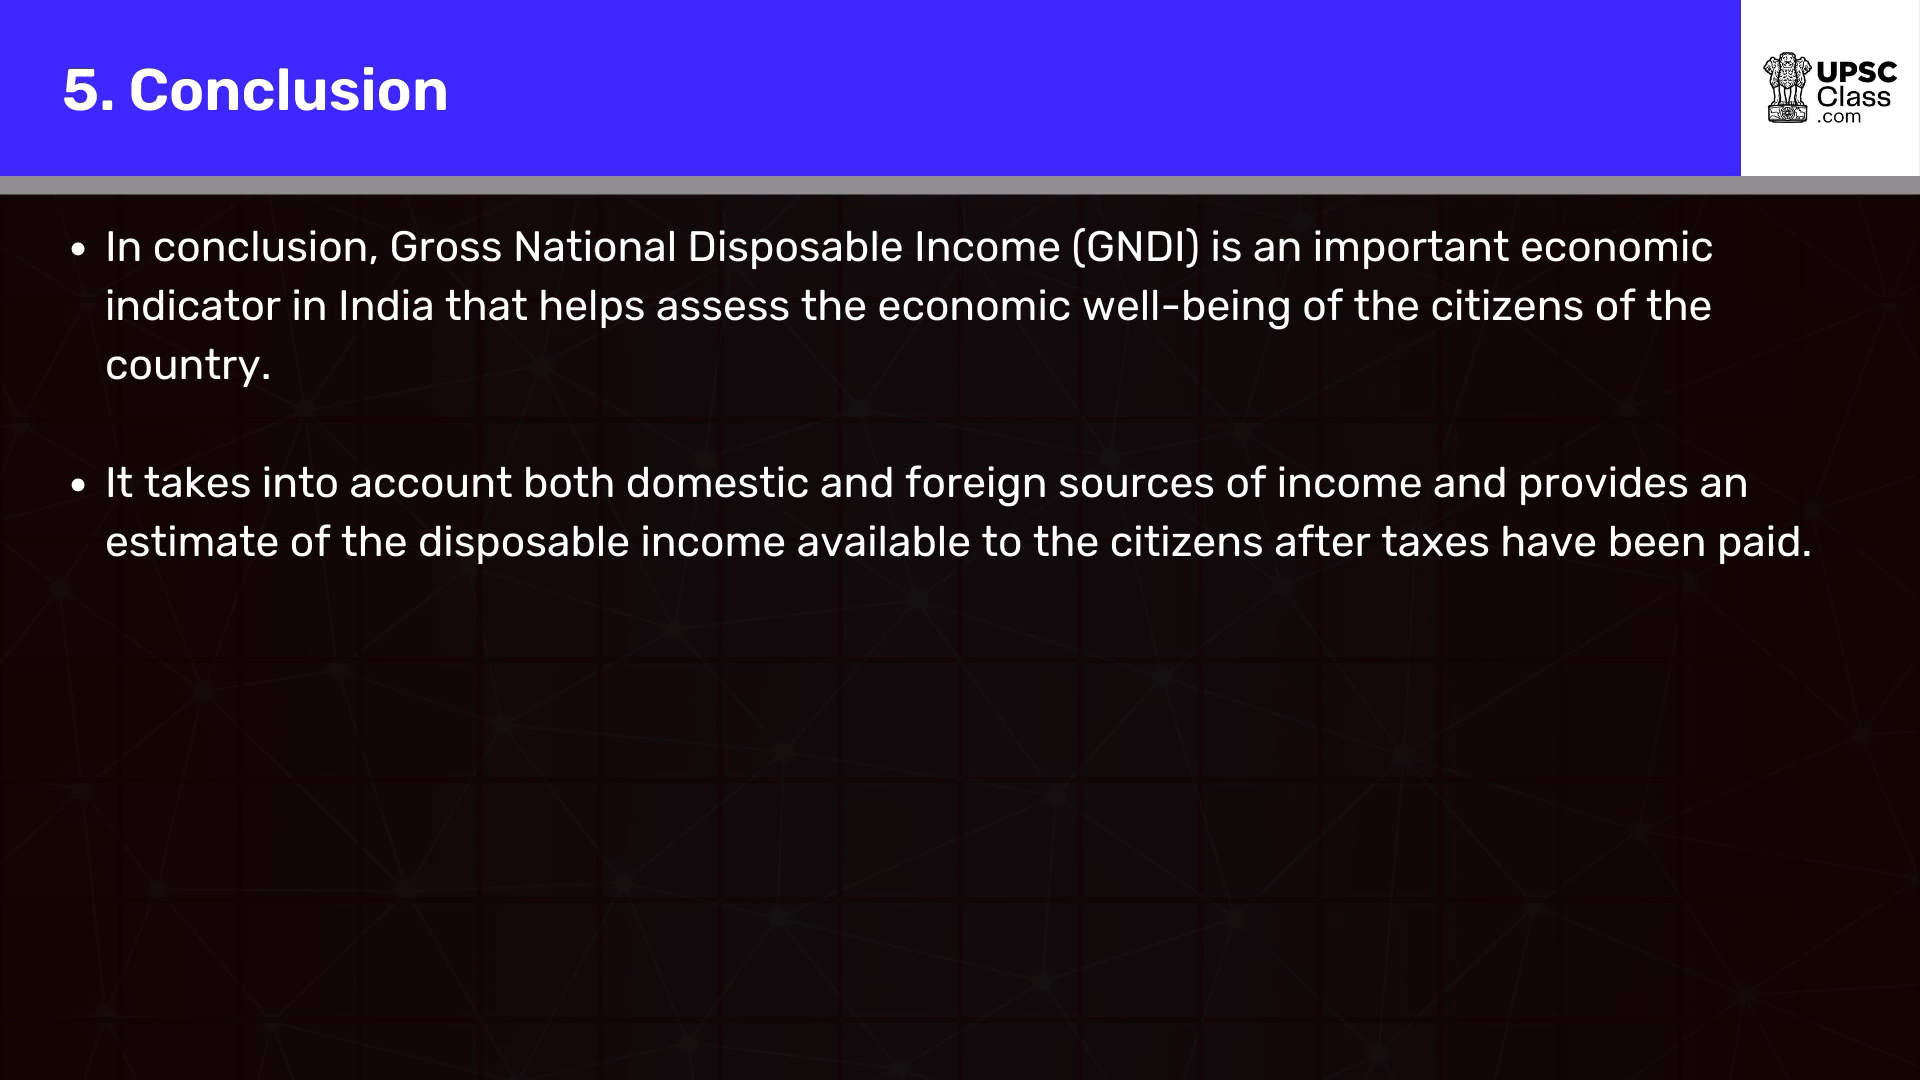 5. Conclusion
UPSC
Class
.com
• In conclusion, Gross National Disposable Income (GNDI) is an important economic
indicator in India that helps assess the economic well-being of the citizens of the
country.
• It takes into account both domestic and foreign sources of income and provides an
estimate of the disposable income available to the citizens after taxes have been paid.